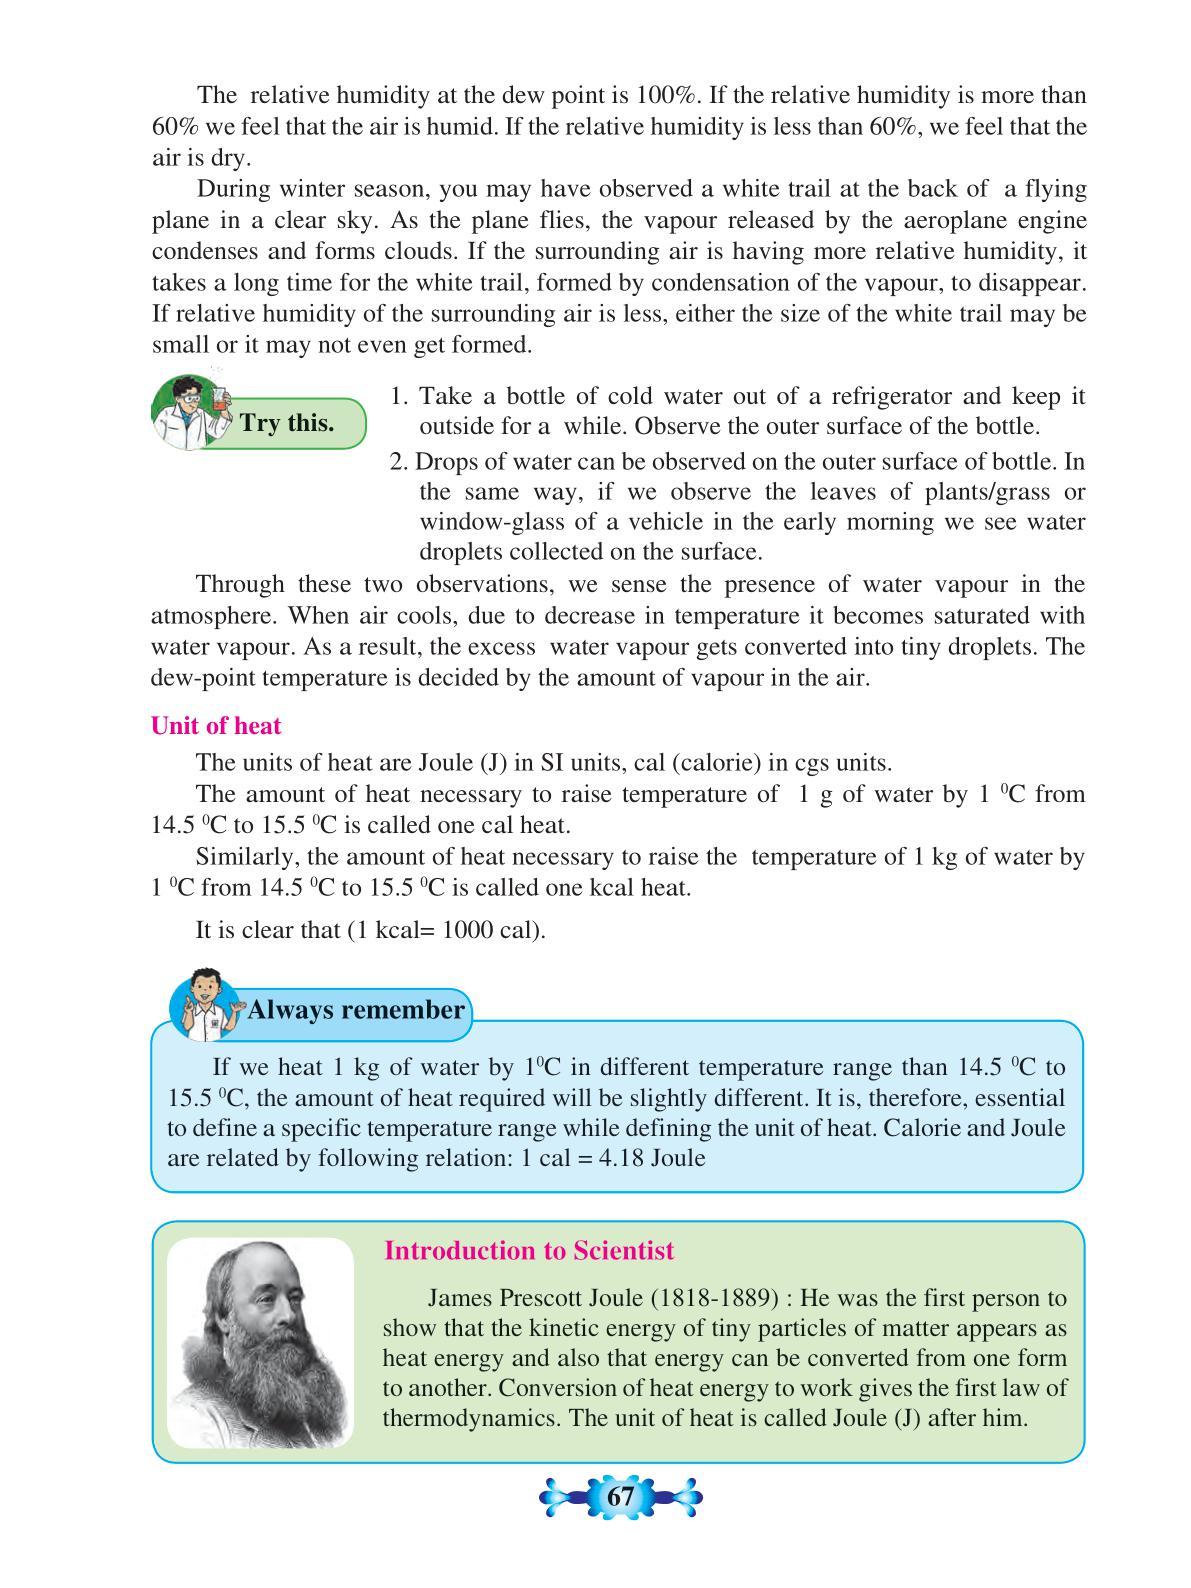 The relative humidity at the dew point is 100%. If the relative humidity is more than
60% we feel that the air is humid. If the relative humidity is less than 60%, we feel that the
air is dry.
During winter season, you may have observed a white trail at the back of a flying
plane in a clear sky. As the plane flies, the vapour released by the aeroplane engine
condenses and forms clouds. If the surrounding air is having more relative humidity, it
takes a long time for the white trail, formed by condensation of the vapour, to disappear.
If relative humidity of the surrounding air is less, either the size of the white trail may be
small or it may not even get formed.
Try this.
1. Take a bottle of cold water out of a refrigerator and keep it
outside for a while. Observe the outer surface of the bottle.
2. Drops of water can be observed on the outer surface of bottle. In
the same way, if we observe the leaves of plants/grass or
window-glass of a vehicle in the early morning we see water
droplets collected on the surface.
Through these two observations, we sense the presence of water vapour in the
atmosphere. When air cools, due to decrease in temperature it becomes saturated with
water vapour. As a result, the excess water vapour gets converted into tiny droplets. The
dew-point temperature is decided by the amount of vapour in the air.
Unit of heat
The units of heat are Joule (J) in SI units, cal (calorie) in cgs units.
The amount of heat necessary to raise temperature of 1 g of water by 1 ⁰C from
14.5 ⁰C to 15.5 ⁰C is called one cal heat.
Similarly, the amount of heat necessary to raise the temperature of 1 kg of water by
1 ⁰C from 14.5 ⁰C to 15.5 ⁰C is called one kcal heat.
It is clear that (1 kcal= 1000 cal).
Always remember
If we heat 1 kg of water by 1⁰C in different temperature range than 14.5 ⁰C to
15.5 ⁰C, the amount of heat required will be slightly different. It is, therefore, essential
to define a specific temperature range while defining the unit of heat. Calorie and Joule
are related by following relation: 1 cal = 4.18 Joule
Introduction to Scientist
James Prescott Joule (1818-1889) : He was the first person to
show that the kinetic energy of tiny particles of matter appears as
heat energy and also that energy can be converted from one form
to another. Conversion of heat energy to work gives the first law of
thermodynamics. The unit of heat is called Joule (J) after him.
67